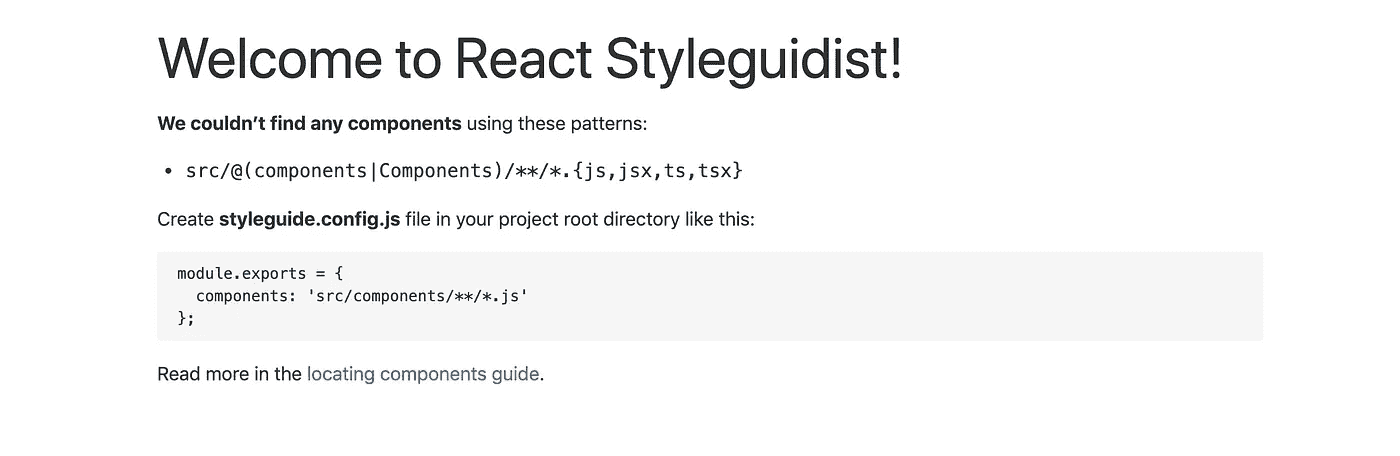 Welcome to React Styleguidist!
We couldn’t find any components using these patterns:
• src/@(components|Components)/**/*.{js,jsx,ts,tsx}
Create styleguide.config.js file in your project root directory like this:
module.exports = {
  components: 'src/components/**/*.js'
};
Read more in the locating components guide.